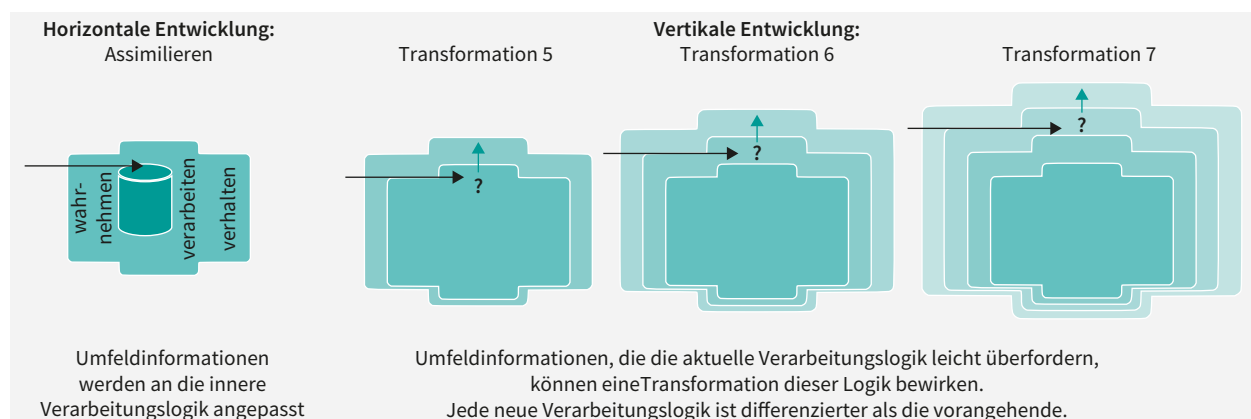 Horizontale Entwicklung:
Assimilieren
wahr-
nehmen
verarbeiten
verhalten
Umfeldinformationen
werden an die innere
Verarbeitungslogik angepasst
Vertikale Entwicklung:
Transformation 5
Transformation 6
Transformation 7
?
?
?
Umfeldinformationen, die die aktuelle Verarbeitungslogik leicht überfordern,
können eineTransformation dieser Logik bewirken.
Jede neue Verarbeitungslogik ist differenzierter als die vorangehende.